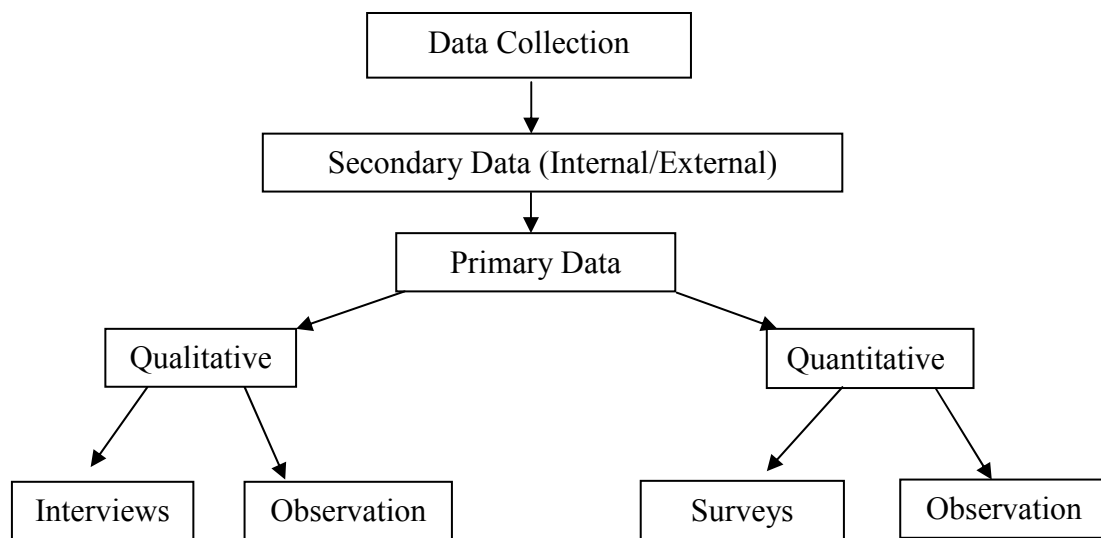 Data Collection
Secondary Data (Internal/External)
Primary Data
Qualitative
Quantitative
Interviews
Observation
Surveys
Observation